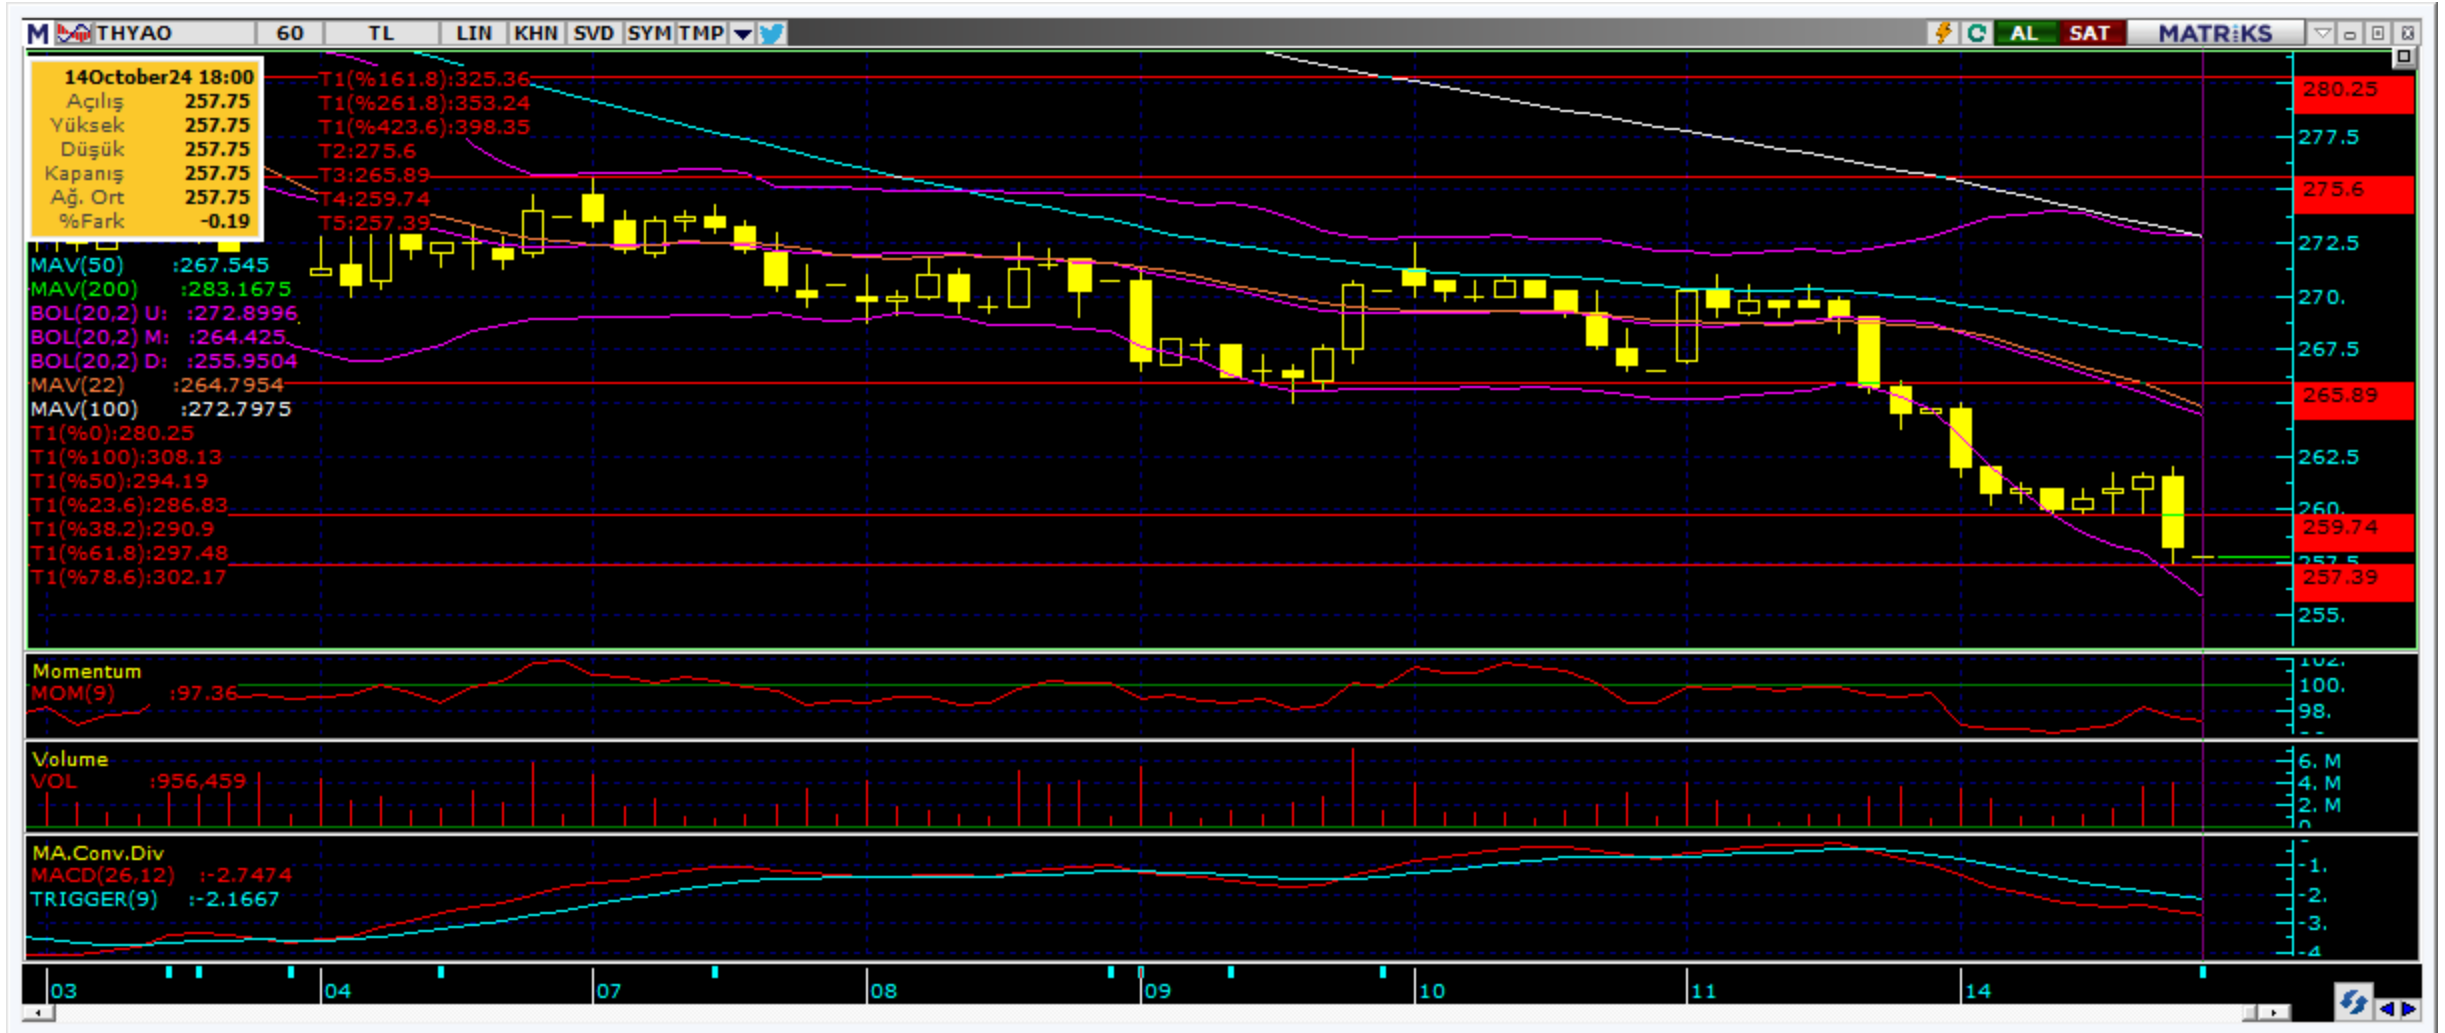 M THYAO 60 TL LIN KHN SVD SYM TMP AL SAT MATRiKS
14October24 18:00
Açılış 257.75
Yüksek 257.75
Düşük 257.75
Kapanış 257.75
Ağ. Ort 257.75
%Fark -0.19
T1(%161.8):325.36
T1(%261.8):353.24
T1(%423.6):398.35
T2:275.6
T3:265.89
T4:259.74
T5:257.39
MAV(50) :267.545
MAV(200) :283.1675
BOL(20,2) U: :272.8996
BOL(20,2) M: :264.425
BOL(20,2) D: :255.9504
MAV(22) :264.7954
MAV(100) :272.7975
T1(%0):280.25
T1(%100):308.13
T1(%50):294.19
T1(%23.6):286.83
T1(%38.2):290.9
T1(%61.8):297.48
T1(%78.6):302.17
280.25
277.5
275.6
272.5
270.
267.5
265.89
262.5
260.
259.74
257.5
257.39
255.
Momentum
MOM(9) :97.36
102.
100.
98.
Volume
VOL :956,459
6. M
4. M
2. M
0
MA.Conv.Div
MACD(26,12) :-2.7474
TRIGGER(9) :-2.1667
-1.
-2.
-3.
-4
03 04 07 08 09 10 11 14